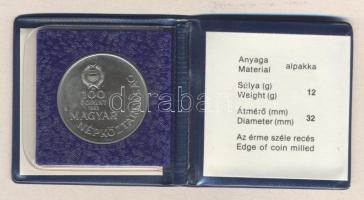 100
FORINT
1983
MAGYAR
NÉPKÖZTÁRSASÁG
Anyaga
Material alpakka
Súlya (g)
Weight (g) 12
Átmérő (mm)
Diameter (mm) 32
Az érme széle recés
Edge of coin milled